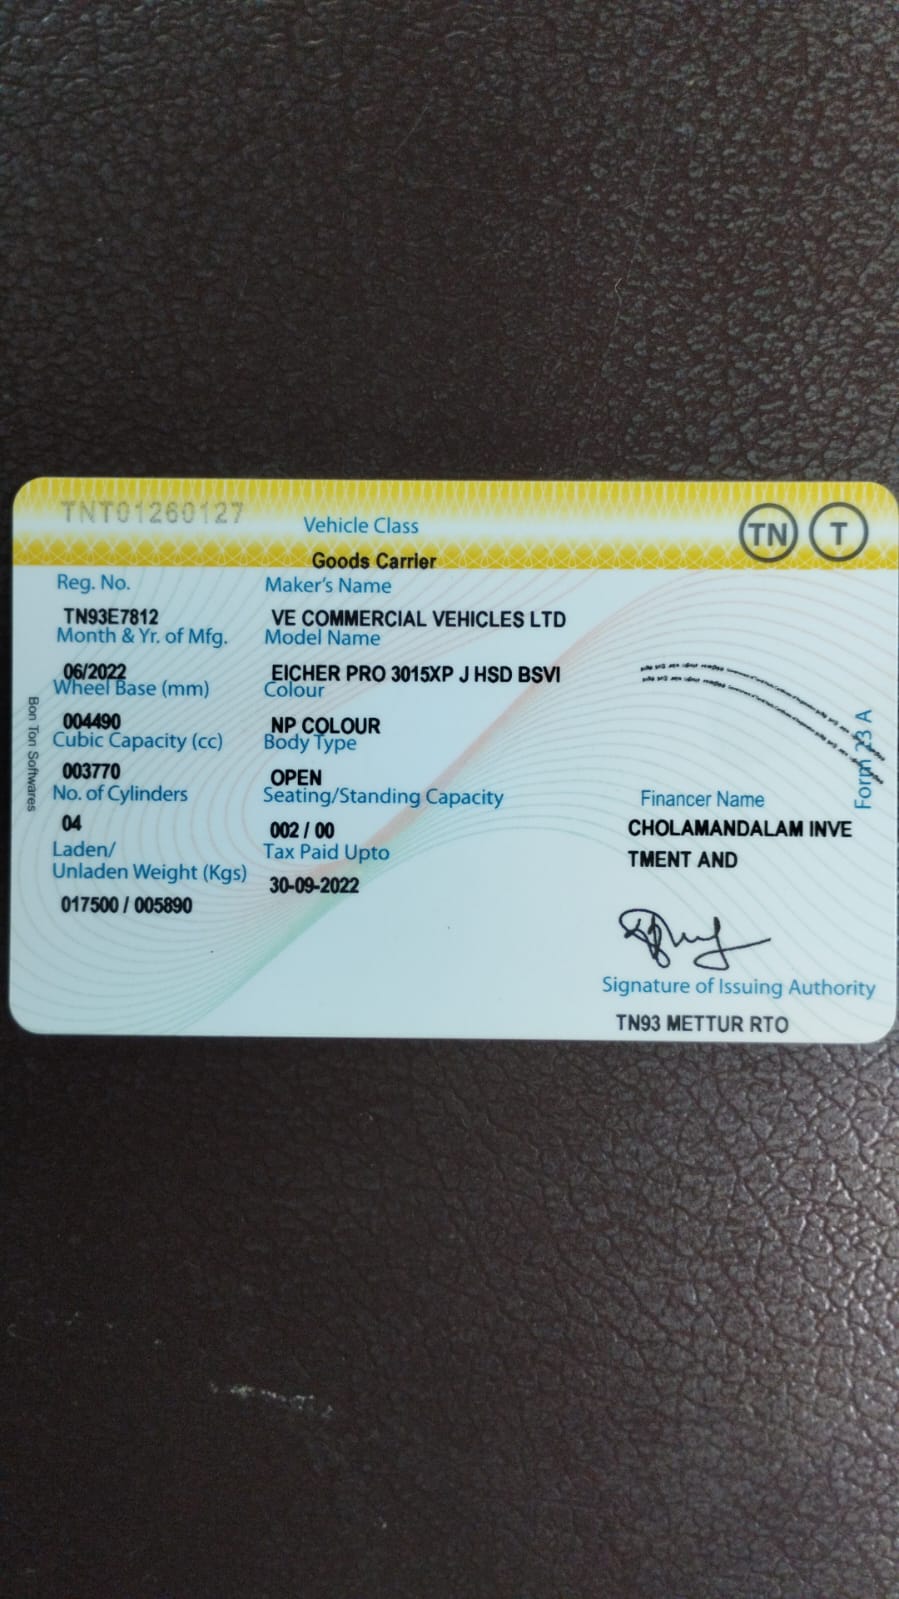 TNT01260127
Vehicle Class
TN T
Goods Carrier
Reg. No. Maker's Name
TN93E7812 VE COMMERCIAL VEHICLES LTD
Month & Yr. of Mfg. Model Name
06/2022 EICHER PRO 3015XP J HSD BSVI
Wheel Base (mm) Colour
004490 NP COLOUR
Cubic Capacity (cc) Body Type
003770 OPEN
No. of Cylinders Seating/Standing Capacity
04 002 / 00
Laden/ Tax Paid Upto
Unladen Weight (Kgs) 30-09-2022
017500 / 005890
Form 23 A
Financer Name
CHOLAMANDALAM INVE
TMENT AND
Signature of Issuing Authority
TN93 METTUR RTO
Bon Ton Softwares